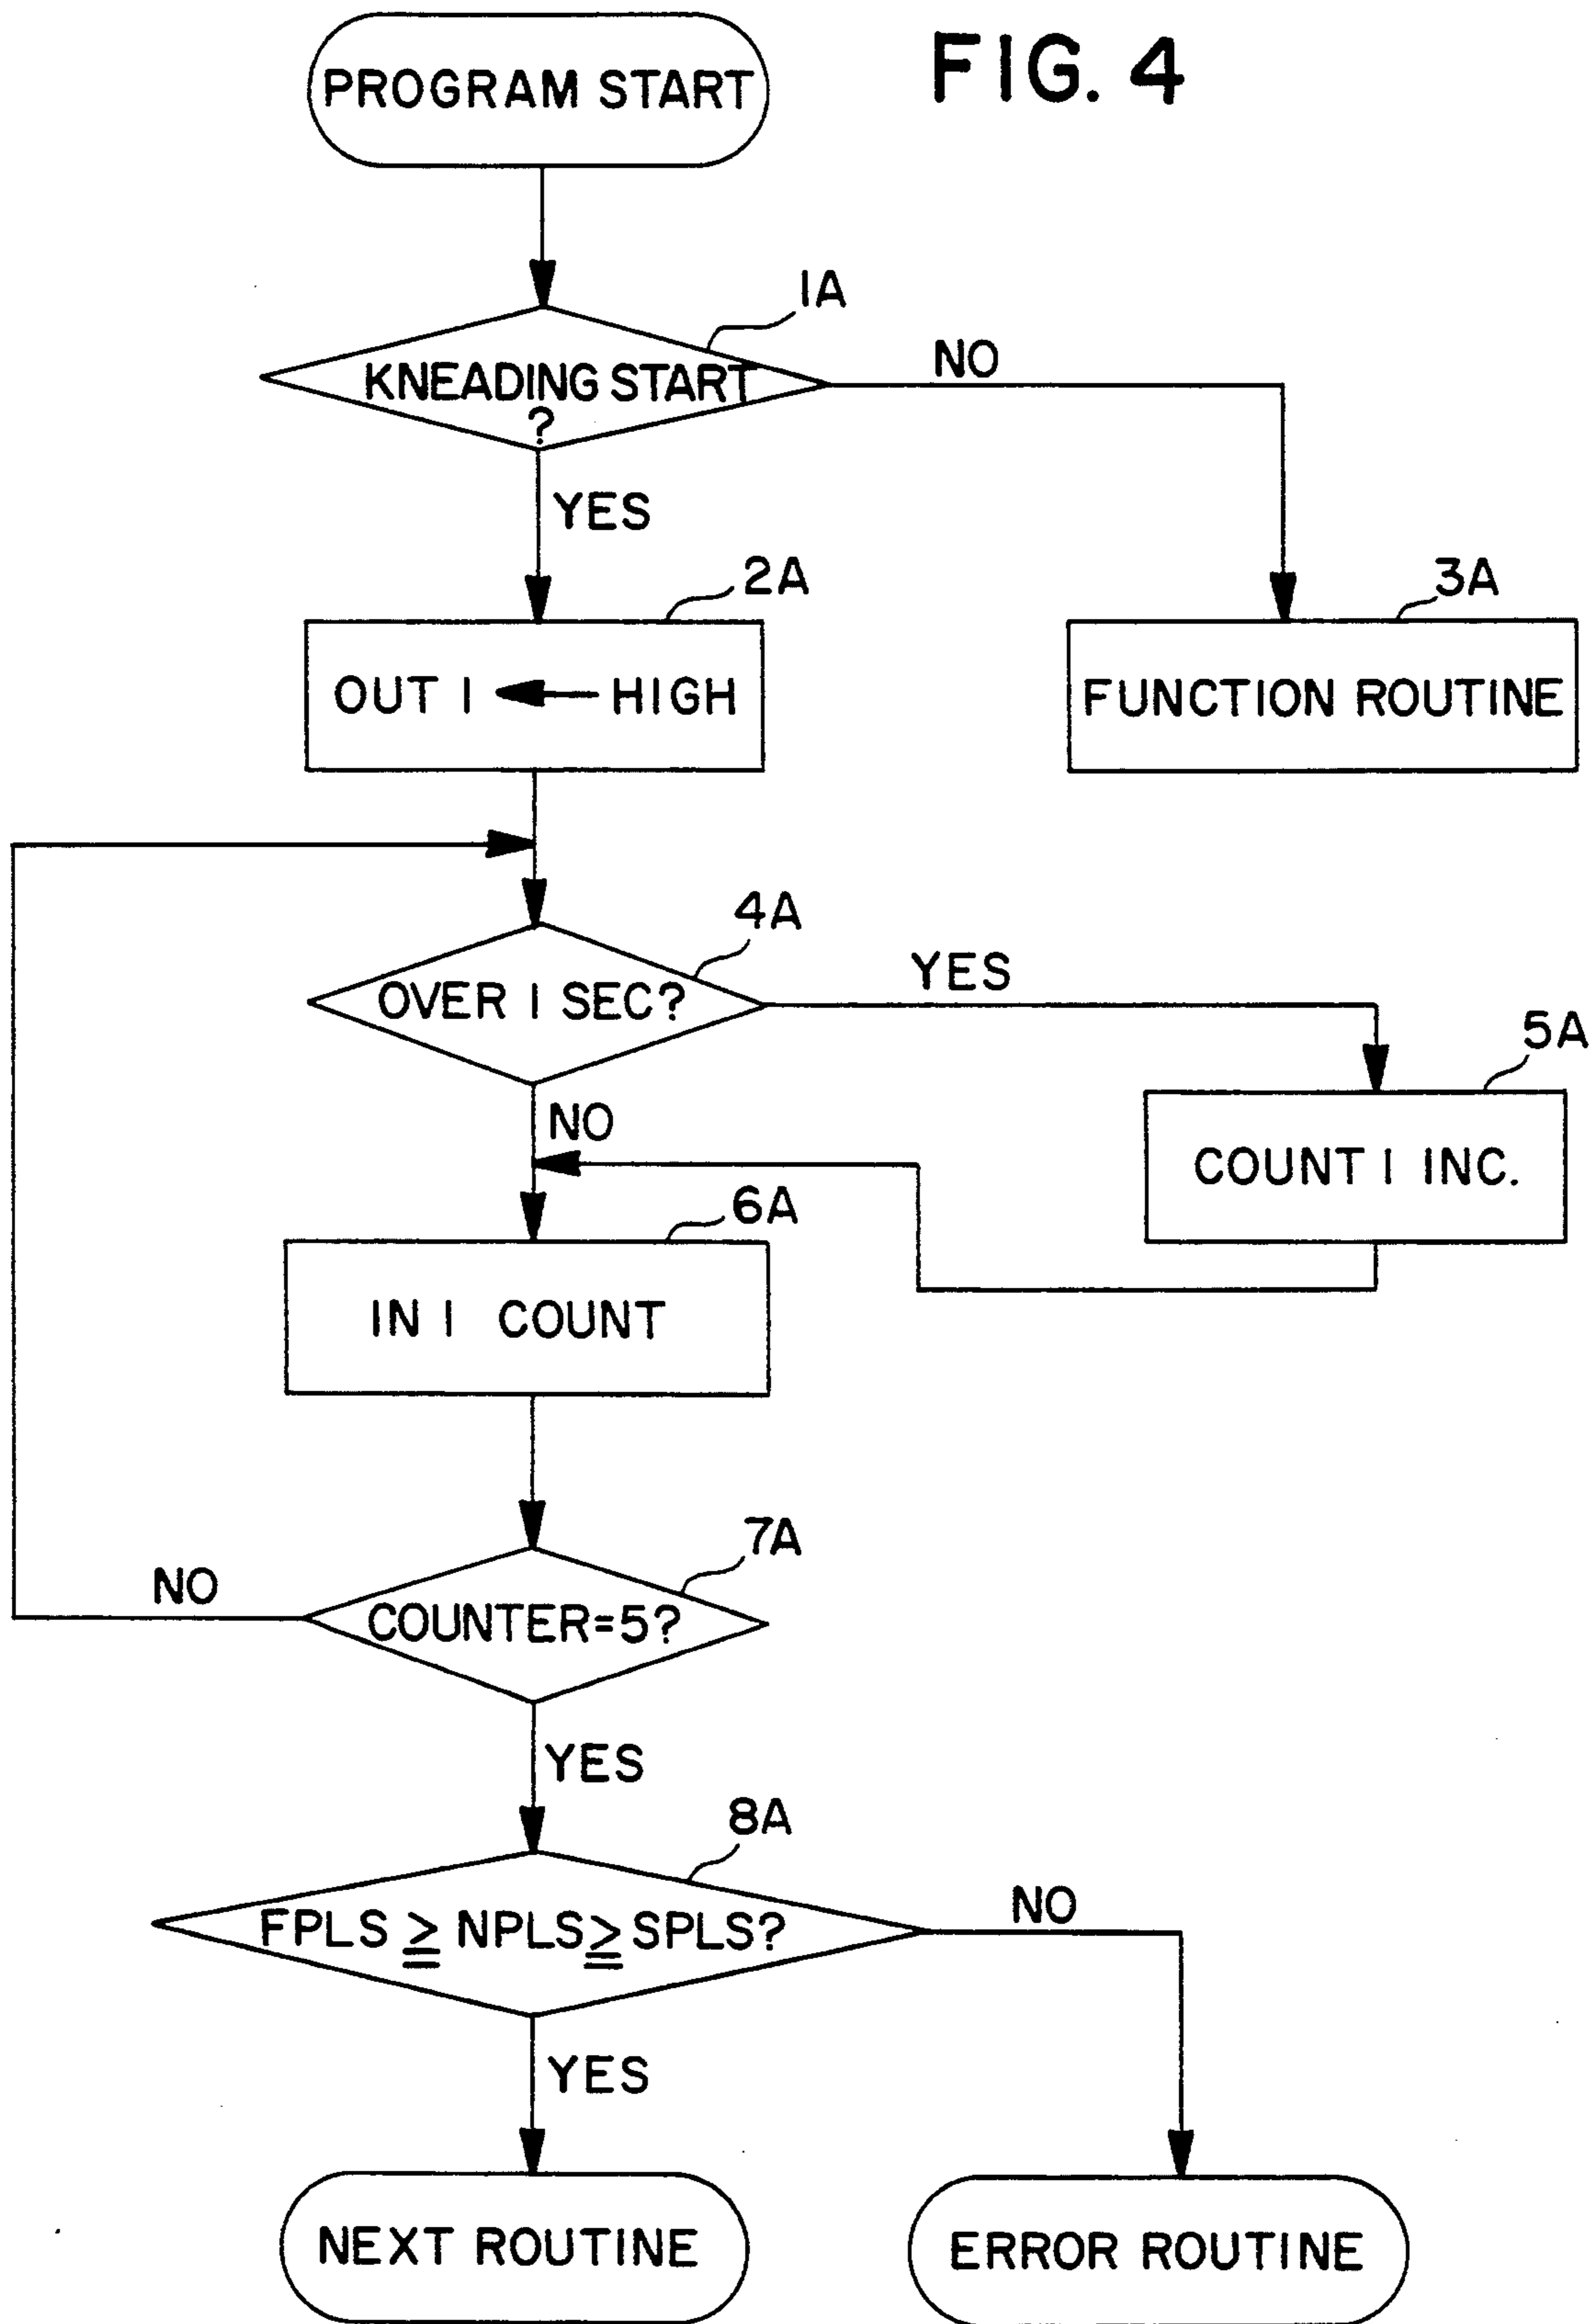 FIG. 4
PROGRAM START
1A
KNEADING START
?
NO
YES
2A
OUT 1 ← HIGH
3A
FUNCTION ROUTINE
4A
OVER 1 SEC?
YES
5A
COUNT 1 INC.
NO
6A
IN 1 COUNT
7A
COUNTER=5?
NO
YES
8A
FPLS ≧ NPLS ≧ SPLS?
NO
YES
NEXT ROUTINE
ERROR ROUTINE